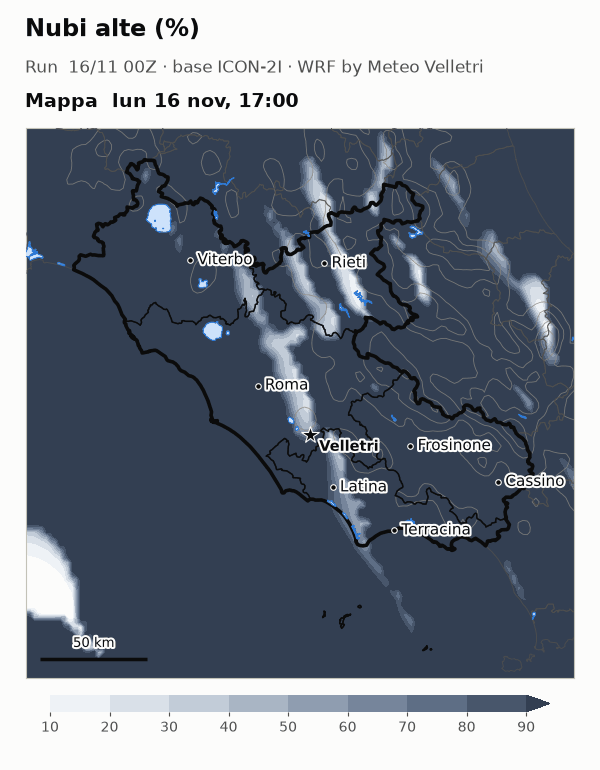 Nubi alte (%)
Run 16/11 00Z · base ICON-2I · WRF by Meteo Velletri
Mappa lun 16 nov, 17:00
Viterbo
Rieti
Roma
Velletri
Frosinone
Latina
Cassino
Terracina
50 km
10 20 30 40 50 60 70 80 90